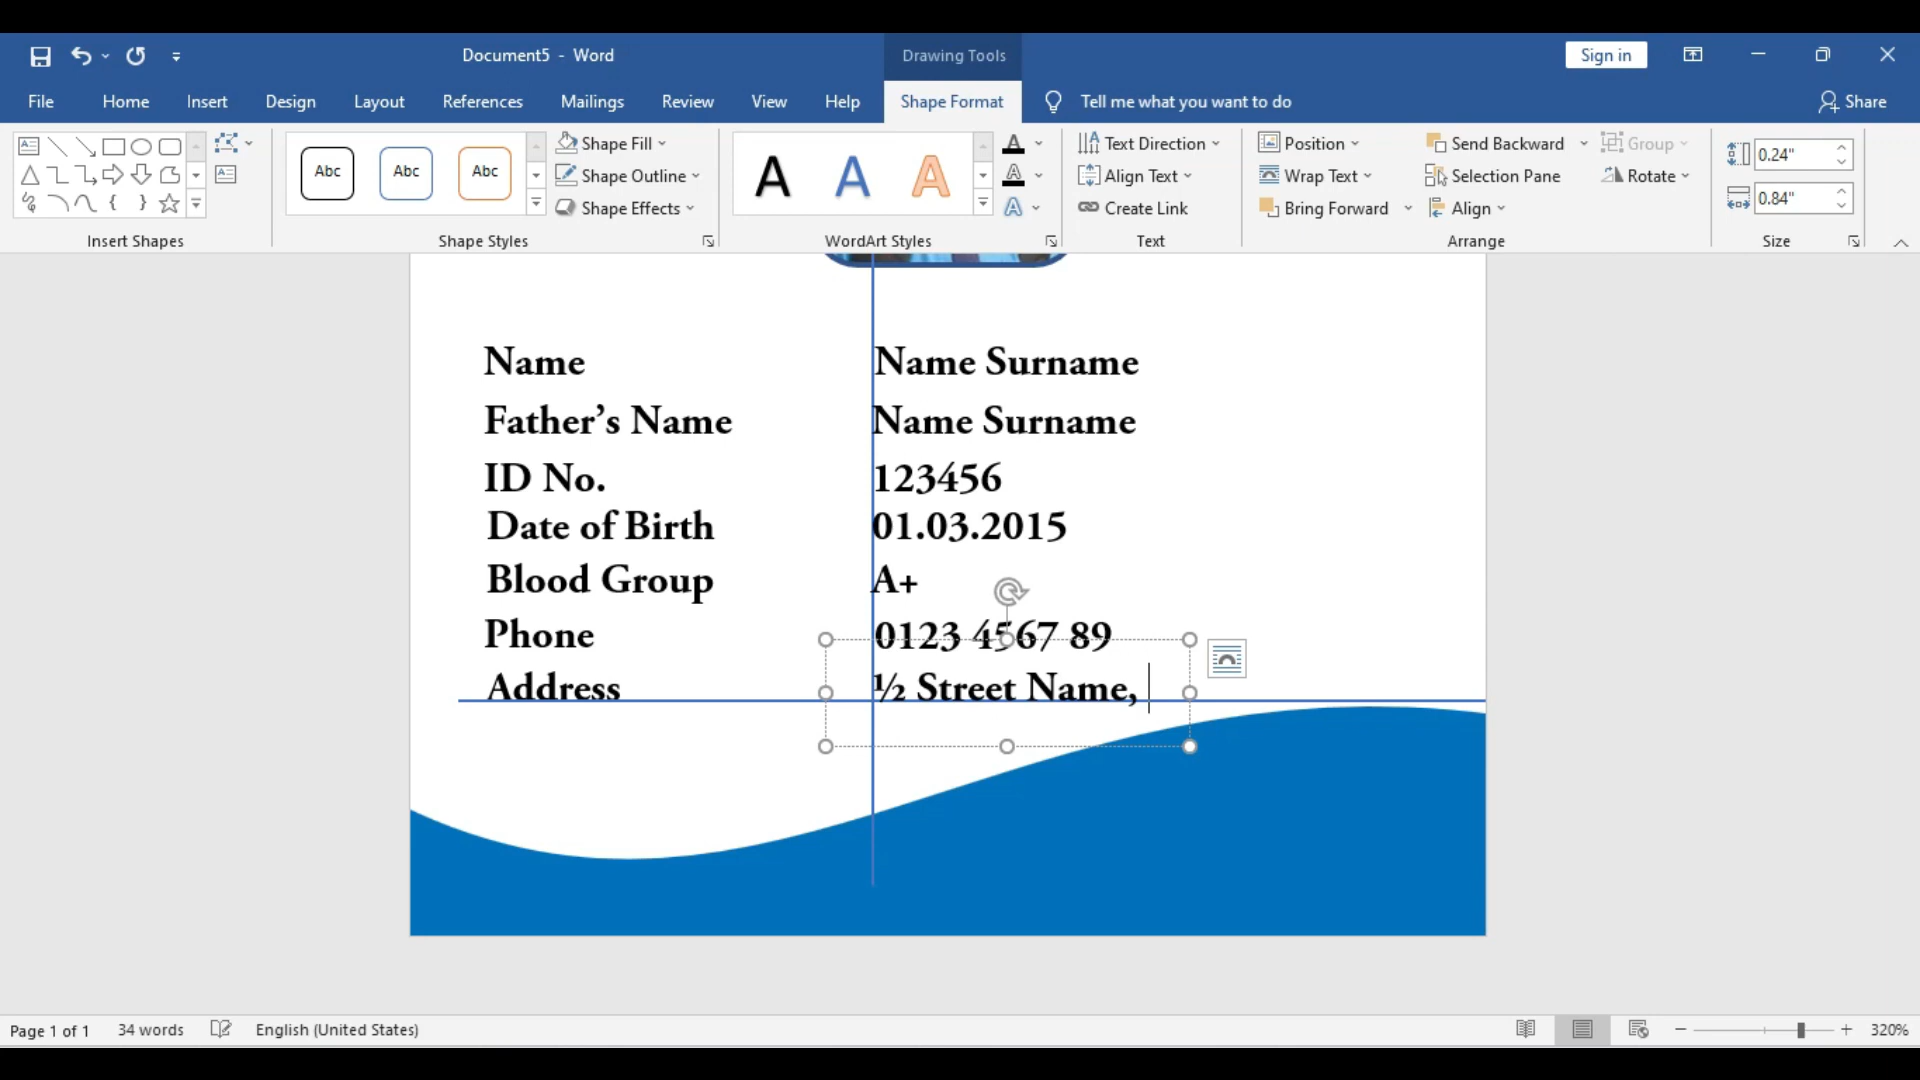 Document5 - Word
Drawing Tools
Sign in
File Home Insert Design Layout References Mailings Review View Help Shape Format Tell me what you want to do Share
Abc Abc Abc
Shape Fill
Shape Outline
Shape Effects
A A A
Text Direction
Align Text
Create Link
Position
Wrap Text
Bring Forward
Send Backward
Selection Pane
Align
Group
Rotate
0.24"
0.84"
Insert Shapes
Shape Styles
WordArt Styles
Text
Arrange
Size
Name Name Surname
Father’s Name Name Surname
ID No. 123456
Date of Birth 01.03.2015
Blood Group A+
Phone 0123 4567 89
Address ½ Street Name,
Page 1 of 1 34 words English (United States) 320%